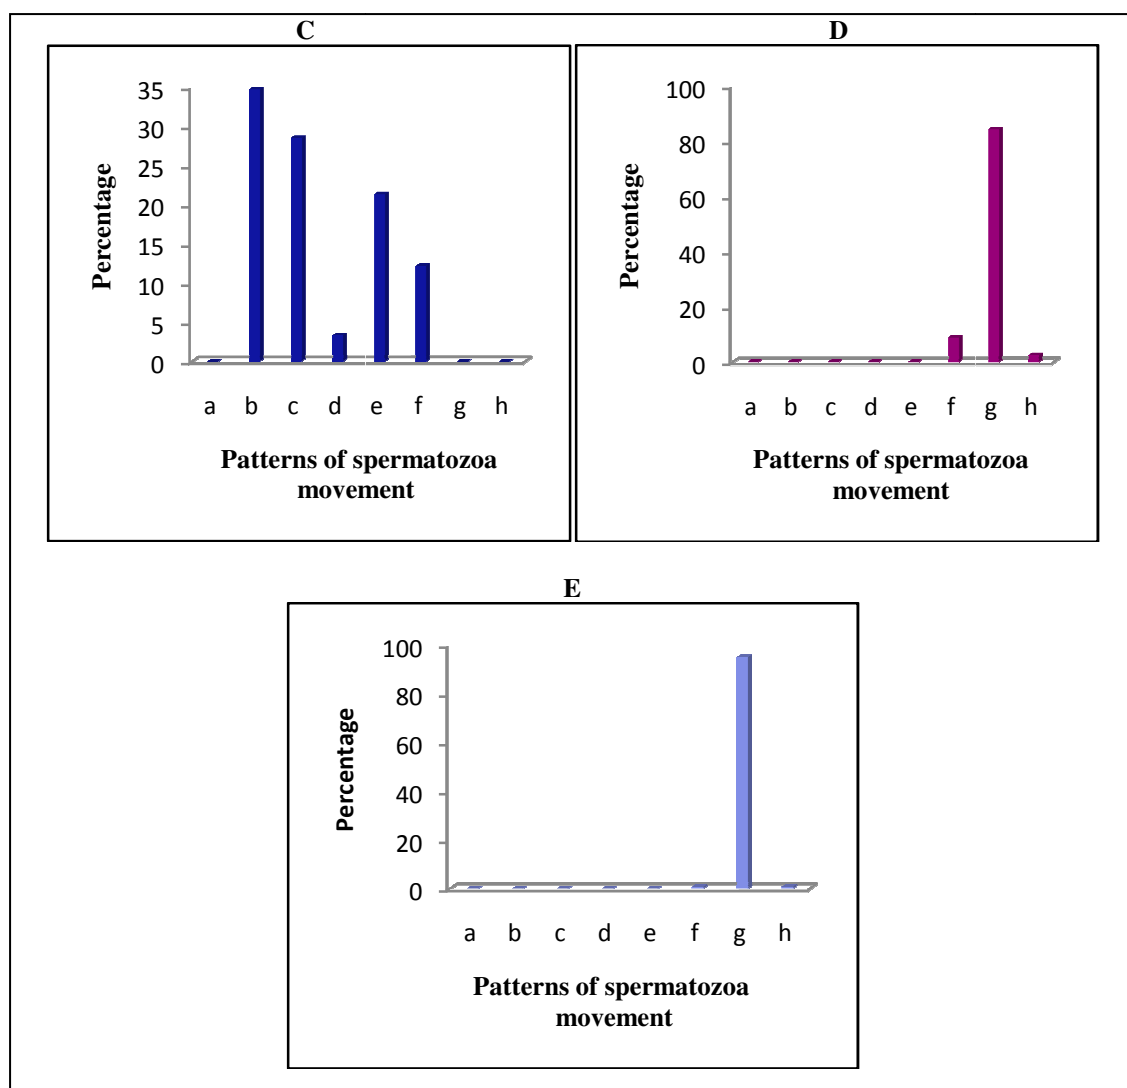 C
Percentage
35
30
25
20
15
10
5
0
a b c d e f g h
Patterns of spermatozoa
movement
D
Percentage
100
80
60
40
20
0
a b c d e f g h
Patterns of spermatozoa
movement
E
Percentage
100
80
60
40
20
0
a b c d e f g h
Patterns of spermatozoa
movement